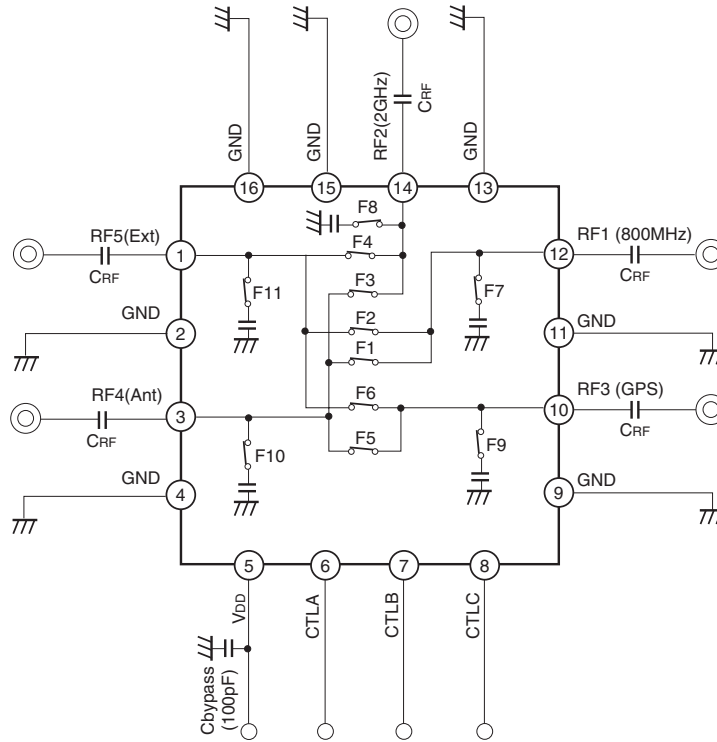 GND
GND
RF2(2GHz)
CRF
GND
16
15
14
13
F8
RF5(Ext)
CRF
1
F4
RF1 (800MHz)
CRF
12
F3
F11
F7
GND
2
F2
GND
11
F1
RF4(Ant)
CRF
3
F6
RF3 (GPS)
CRF
10
F5
F10
F9
GND
4
GND
9
5
6
7
8
VDD
CTLA
CTLB
CTLC
Cbypass
(100pF)